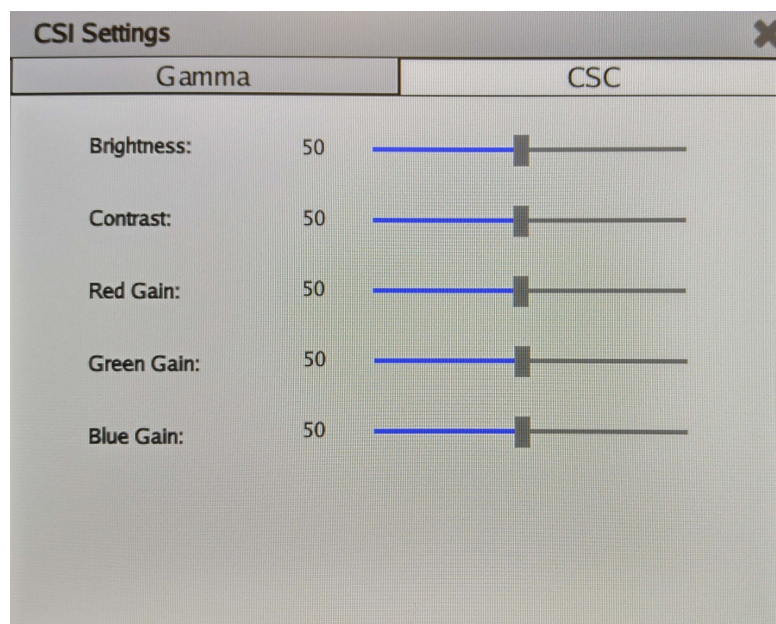 CSI Settings
Gamma CSC
Brightness: 50
Contrast: 50
Red Gain: 50
Green Gain: 50
Blue Gain: 50